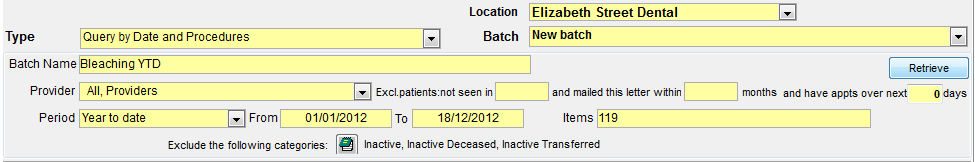 Location Elizabeth Street Dental
Type Query by Date and Procedures Batch New batch
Batch Name Bleaching YTD Retrieve
Provider All, Providers Excl.patients:not seen in and mailed this letter within months and have appts over next 0 days
Period Year to date From 01/01/2012 To 18/12/2012 Items 119
Exclude the following categories: Inactive, Inactive Deceased, Inactive Transferred